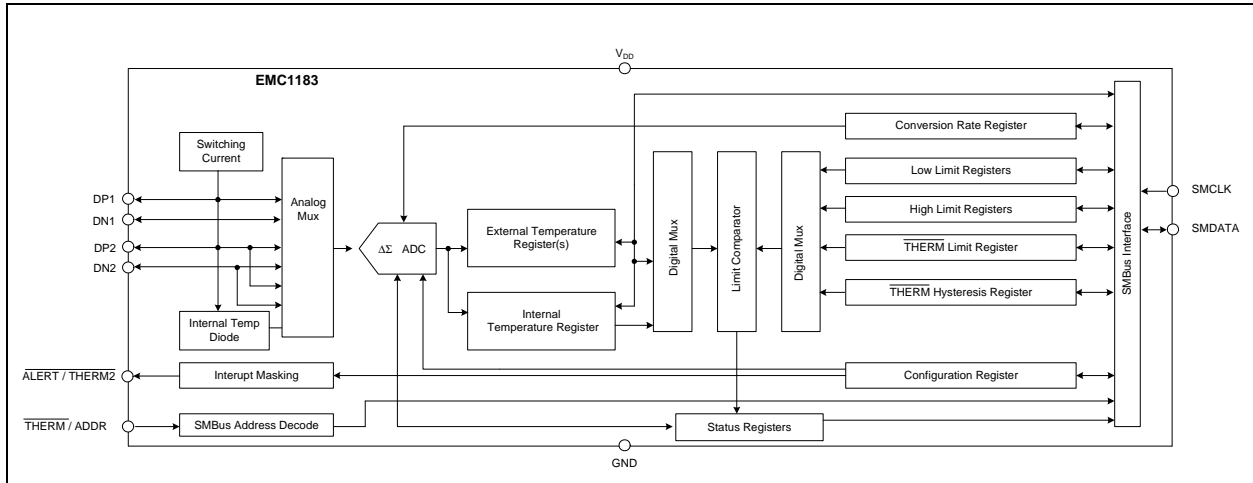 V_DD
EMC1183
Switching
Current
Conversion Rate Register
Low Limit Registers
DP1
Analog
Mux
SMCLK
DN1
External Temperature
Register(s)
High Limit Registers
DP2
ΔΣ ADC
Digital Mux
Limit Comparator
Digital Mux
THERM Limit Register
SMBus Interface
SMDATA
DN2
THERM Hysteresis Register
Internal Temp
Diode
Internal
Temperature Register
ALERT / THERM2
Interupt Masking
Configuration Register
THERM / ADDR
SMBus Address Decode
Status Registers
GND